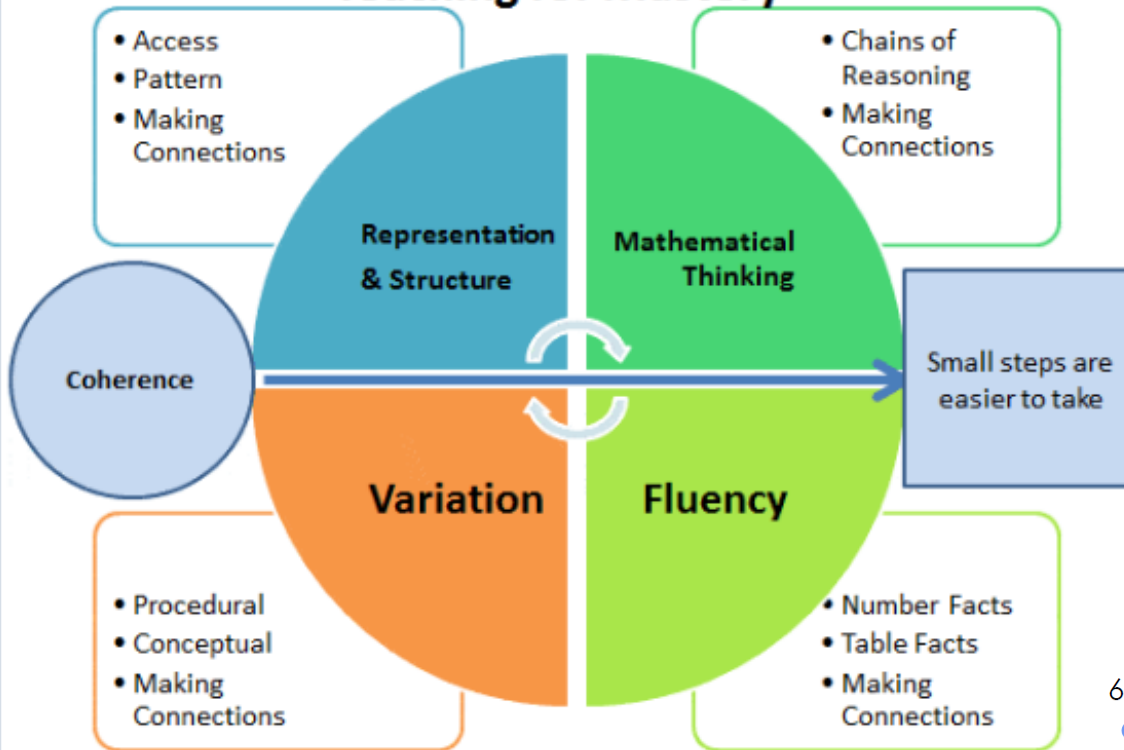 • Access
• Pattern
• Making
Connections
• Chains of
Reasoning
• Making
Connections
Representation
& Structure
Mathematical
Thinking
Coherence
Small steps are
easier to take
Variation
Fluency
• Procedural
• Conceptual
• Making
Connections
• Number Facts
• Table Facts
• Making
Connections
6